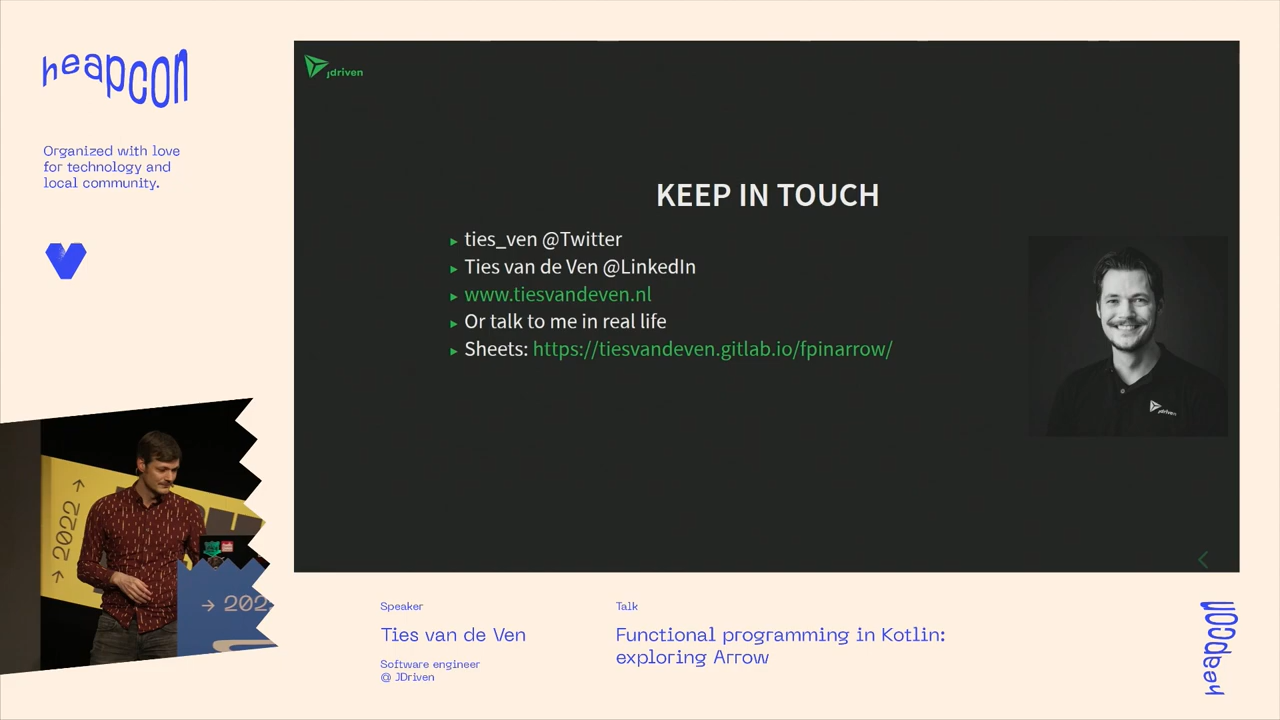 heapcon
Organized with love
for technology and
local community.
jdriven
KEEP IN TOUCH
▸ ties_ven @Twitter
▸ Ties van de Ven @LinkedIn
▸ www.tiesvandeven.nl
▸ Or talk to me in real life
▸ Sheets: https://tiesvandeven.gitlab.io/fpinarrow/
jdriven
→ 2022 →
→ 202
Speaker
Ties van de Ven
Software engineer
@ JDriven
Talk
Functional programming in Kotlin:
exploring Arrow
heapcon